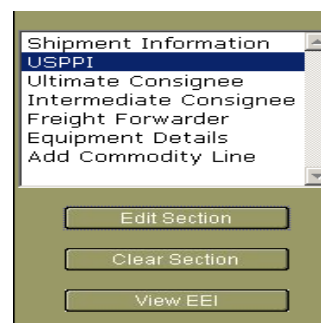 Shipment Information
USPPI
Ultimate Consignee
Intermediate Consignee
Freight Forwarder
Equipment Details
Add Commodity Line
Edit Section
Clear Section
View EEI